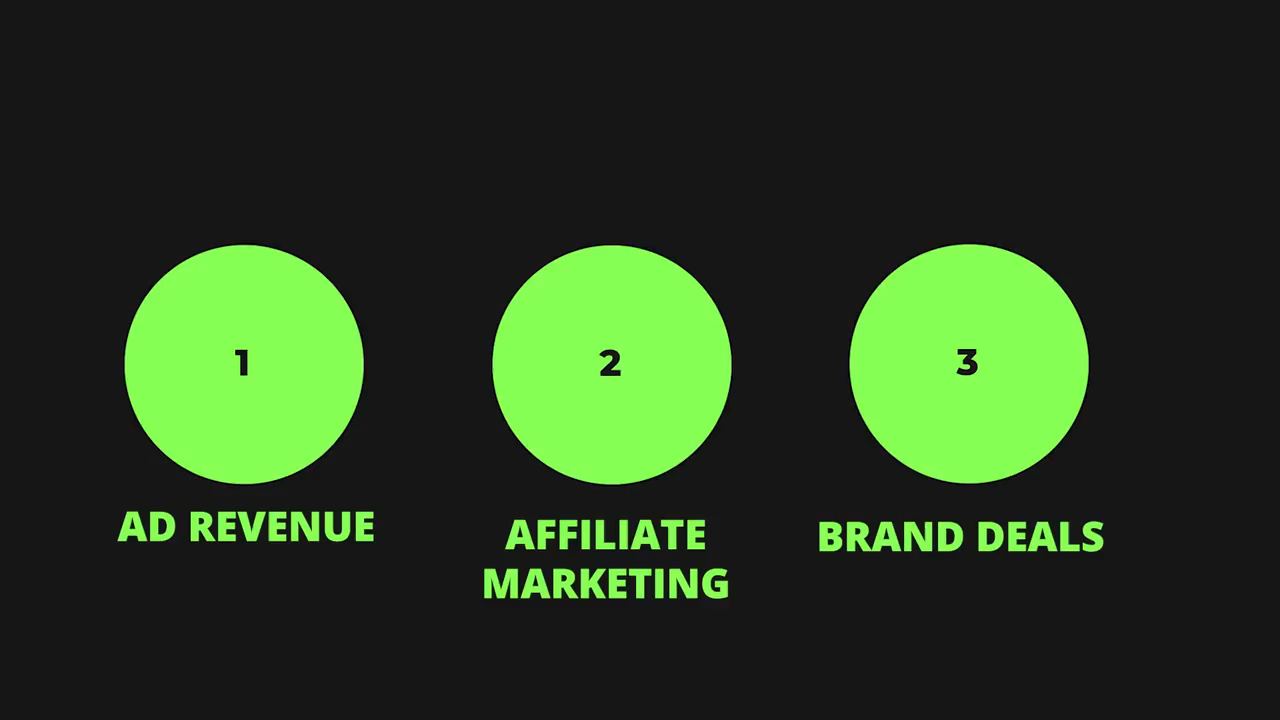 1
2
3
AD REVENUE
AFFILIATE
MARKETING
BRAND DEALS